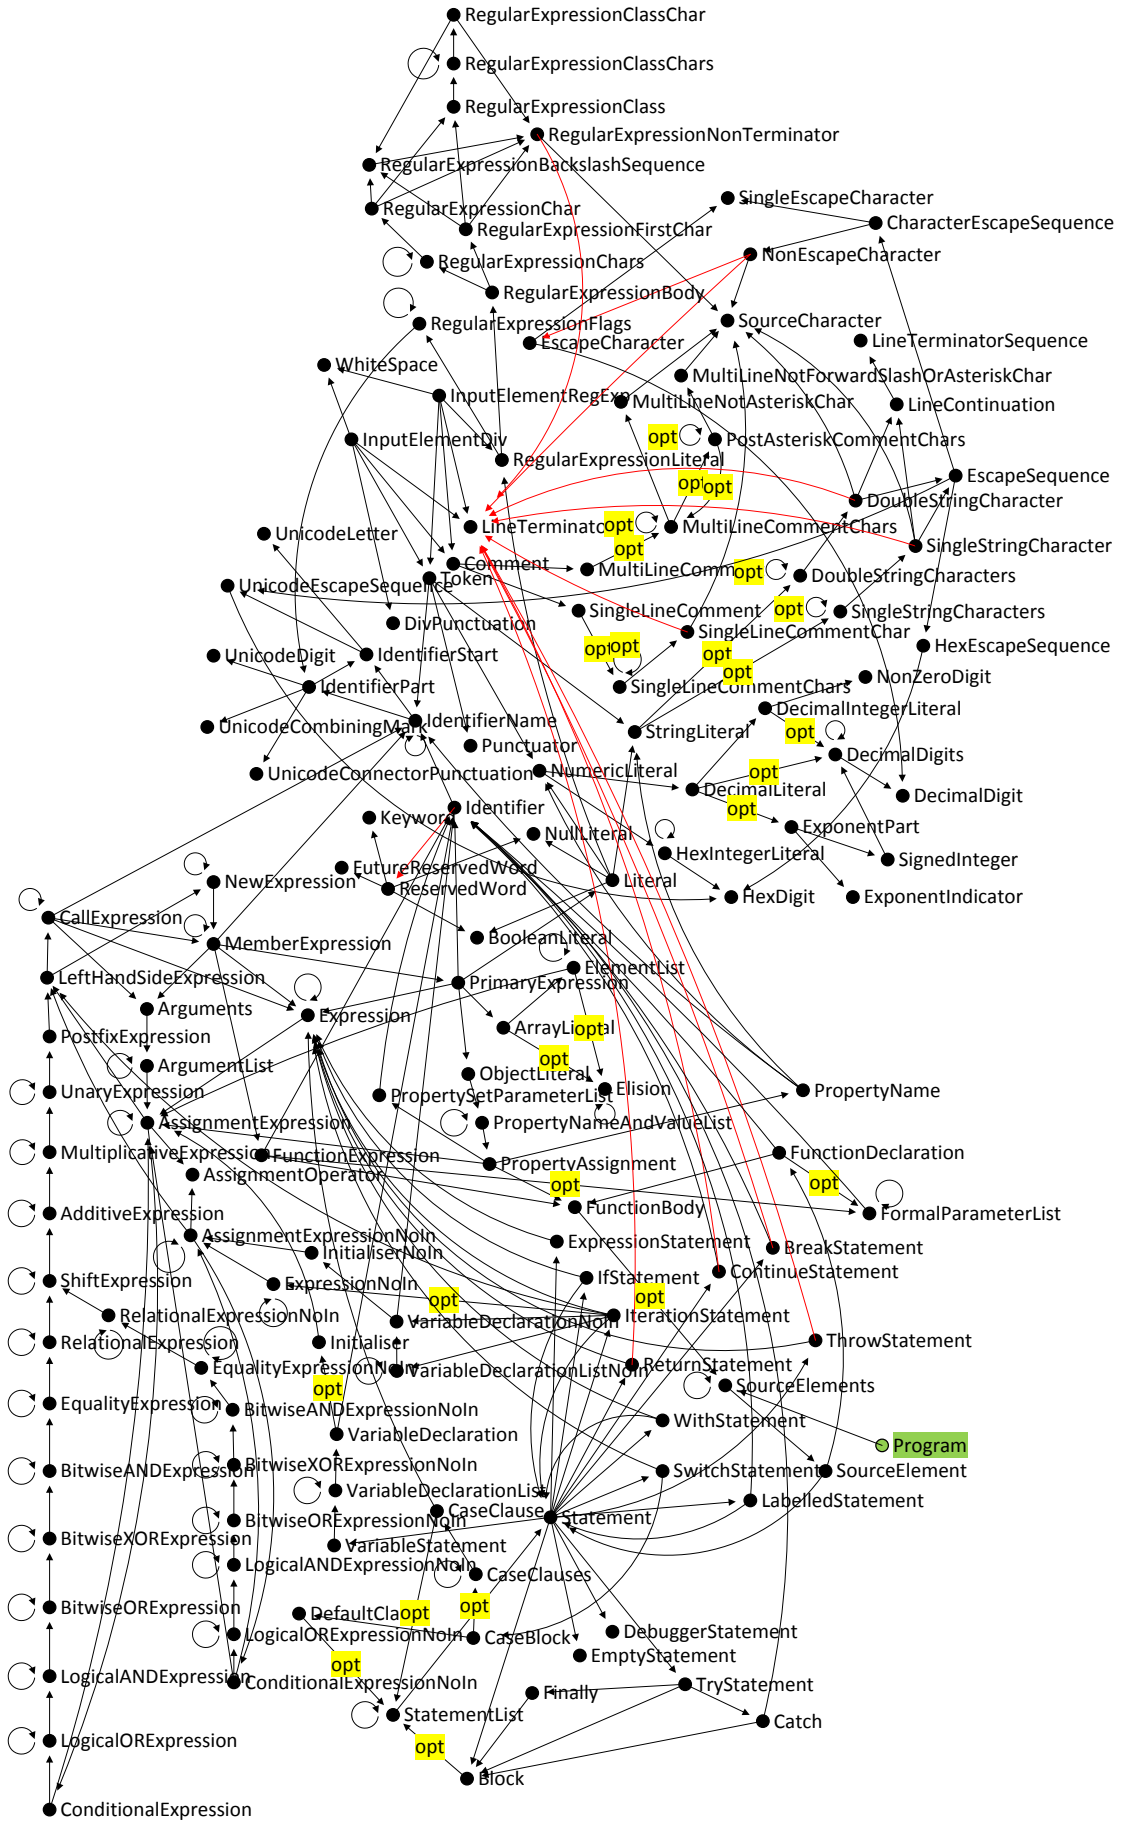 RegularExpressionClassChar
RegularExpressionClassChars
RegularExpressionClass
RegularExpressionNonTerminator
RegularExpressionBackslashSequence
SingleEscapeCharacter
RegularExpressionChar
CharacterEscapeSequence
RegularExpressionFirstChar
NonEscapeCharacter
RegularExpressionChars
RegularExpressionBody
SourceCharacter
RegularExpressionFlags
LineTerminatorSequence
EscapeCharacter
WhiteSpace
MultiLineNotForwardSlashOrAsteriskChar
InputElementRegExp
MultiLineNotAsteriskChar
LineContinuation
opt
InputElementDiv
PostAsteriskCommentChars
RegularExpressionLiteral
EscapeSequence
opt
opt
DoubleStringCharacter
LineTerminator
opt
MultiLineCommentChars
UnicodeLetter
SingleStringCharacter
opt
Comment
MultiLineComment
opt
Token
DoubleStringCharacters
UnicodeEscapeSequence
opt
SingleLineComment
SingleStringCharacters
DivPunctuation
SingleLineCommentChar
opt
opt
HexEscapeSequence
UnicodeDigit
IdentifierStart
opt
opt
NonZeroDigit
IdentifierPart
SingleLineCommentChars
DecimalIntegerLiteral
IdentifierName
UnicodeCombiningMark
StringLiteral
opt
Punctuator
DecimalDigits
UnicodeConnectorPunctuation
NumericLiteral
opt
DecimalLiteral
DecimalDigit
Identifier
opt
Keyword
ExponentPart
NullLiteral
HexIntegerLiteral
SignedInteger
FutureReservedWord
NewExpression
ReservedWord
Literal
HexDigit
ExponentIndicator
CallExpression
BooleanLiteral
MemberExpression
ElementList
LeftHandSideExpression
PrimaryExpression
Arguments
Expression
ArrayLiteral
opt
PostfixExpression
opt
ArgumentList
ObjectLiteral
UnaryExpression
PropertySetParameterList
Elision
PropertyName
AssignmentExpression
PropertyNameAndValueList
MultiplicativeExpression
FunctionExpression
FunctionDeclaration
PropertyAssignment
AssignmentOperator
opt
opt
FunctionBody
AdditiveExpression
FormalParameterList
AssignmentExpressionNoIn
ExpressionStatement
BreakStatement
InitialiserNoIn
ContinueStatement
ShiftExpression
ExpressionNoIn
IfStatement
opt
opt
RelationalExpressionNoIn
VariableDeclarationNoIn
IterationStatement
RelationalExpression
Initialiser
ThrowStatement
EqualityExpressionNoIn
VariableDeclarationListNoIn
ReturnStatement
opt
SourceElements
EqualityExpression
BitwiseANDExpressionNoIn
WithStatement
VariableDeclaration
Program
BitwiseANDExpression
BitwiseXORExpressionNoIn
SwitchStatement
SourceElement
VariableDeclarationList
LabelledStatement
CaseClause
Statement
BitwiseORExpressionNoIn
BitwiseXORExpression
VariableStatement
LogicalANDExpressionNoIn
CaseClauses
BitwiseORExpression
DefaultClause
opt
opt
LogicalORExpressionNoIn
CaseBlock
DebuggerStatement
EmptyStatement
opt
LogicalANDExpression
ConditionalExpressionNoIn
Finally
TryStatement
StatementList
Catch
LogicalORExpression
opt
Block
ConditionalExpression